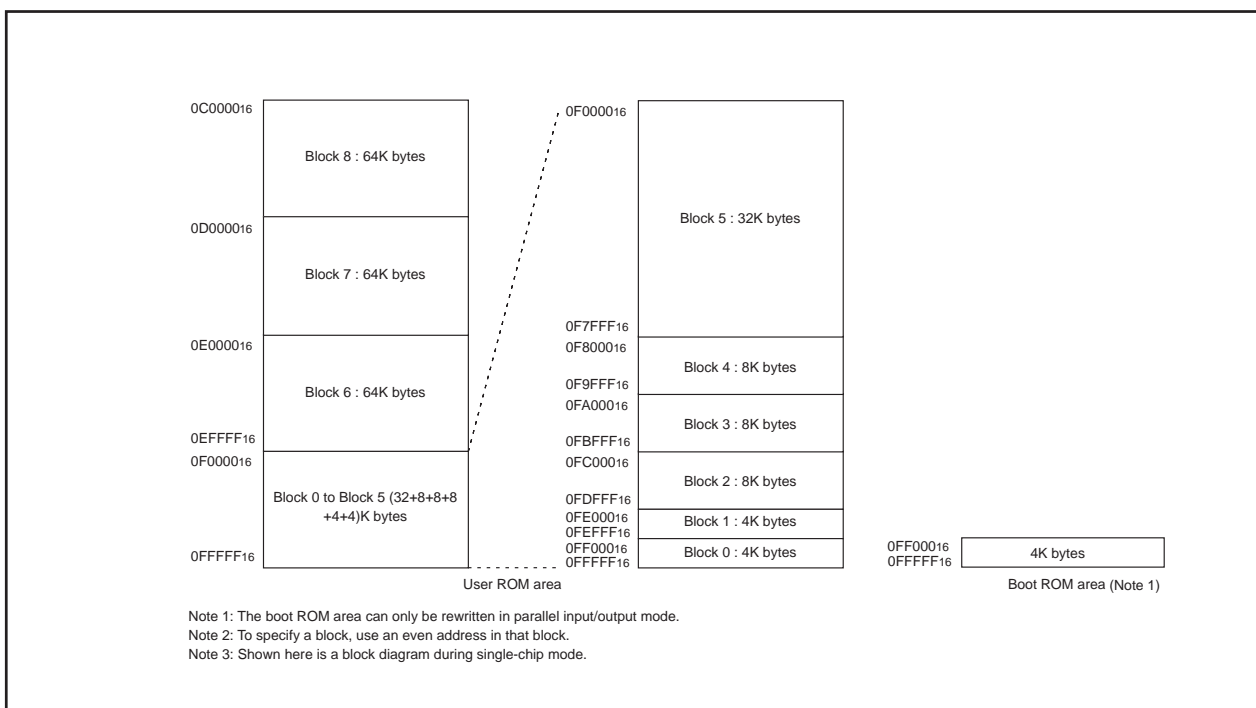 0C000016
Block 8 : 64K bytes
0D000016
Block 7 : 64K bytes
0E000016
Block 6 : 64K bytes
0EFFFF16
0F000016
Block 0 to Block 5 (32+8+8+8
+4+4)K bytes
0FFFFF16
0F000016
Block 5 : 32K bytes
0F7FFF16
0F800016
Block 4 : 8K bytes
0F9FFF16
0FA00016
Block 3 : 8K bytes
0FBFFF16
0FC00016
Block 2 : 8K bytes
0FDFFF16
0FE00016
Block 1 : 4K bytes
0FEFFF16
0FF00016
Block 0 : 4K bytes
0FFFFF16
User ROM area
0FF00016
4K bytes
0FFFFF16
Boot ROM area (Note 1)
Note 1: The boot ROM area can only be rewritten in parallel input/output mode.
Note 2: To specify a block, use an even address in that block.
Note 3: Shown here is a block diagram during single-chip mode.